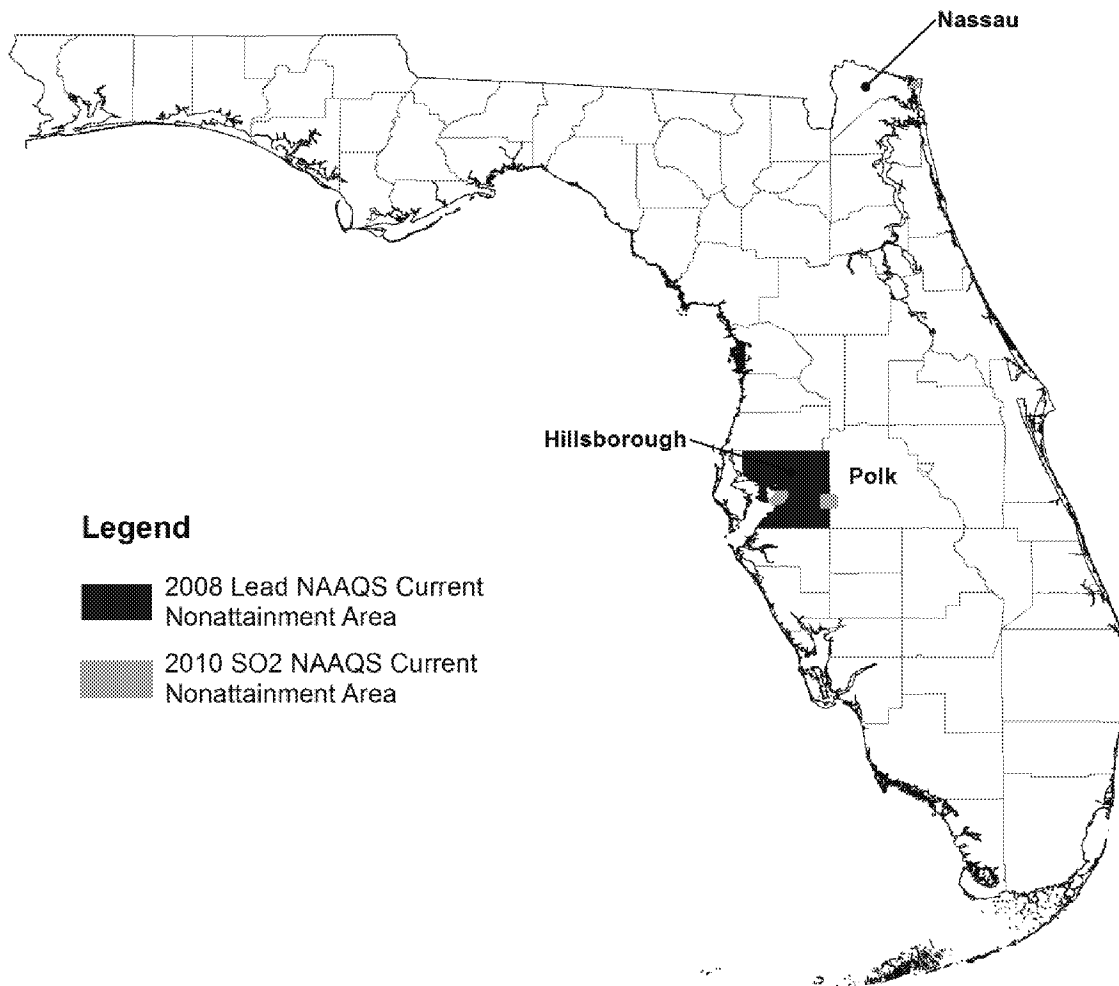 Nassau
Hillsborough
Polk
Legend
2008 Lead NAAQS Current
Nonattainment Area
2010 SO2 NAAQS Current
Nonattainment Area